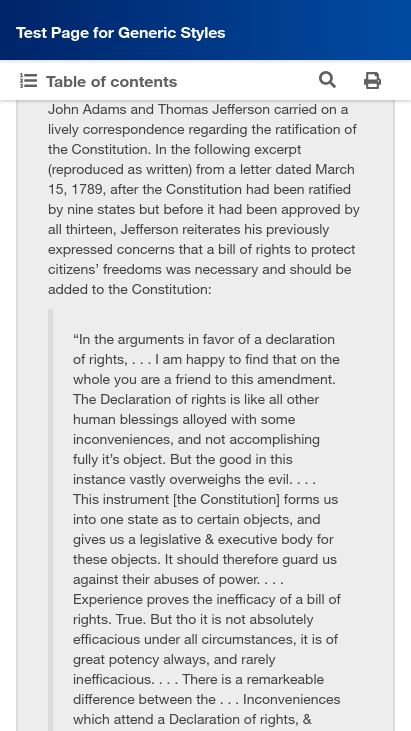 Test Page for Generic Styles
Table of contents
John Adams and Thomas Jefferson carried on a
lively correspondence regarding the ratification of
the Constitution. In the following excerpt
(reproduced as written) from a letter dated March
15, 1789, after the Constitution had been ratified
by nine states but before it had been approved by
all thirteen, Jefferson reiterates his previously
expressed concerns that a bill of rights to protect
citizens’ freedoms was necessary and should be
added to the Constitution:
“In the arguments in favor of a declaration
of rights, . . . I am happy to find that on the
whole you are a friend to this amendment.
The Declaration of rights is like all other
human blessings alloyed with some
inconveniences, and not accomplishing
fully it’s object. But the good in this
instance vastly overweighs the evil. . . .
This instrument [the Constitution] forms us
into one state as to certain objects, and
gives us a legislative & executive body for
these objects. It should therefore guard us
against their abuses of power. . . .
Experience proves the inefficacy of a bill of
rights. True. But tho it is not absolutely
efficacious under all circumstances, it is of
great potency always, and rarely
inefficacious. . . . There is a remarkeable
difference between the . . . Inconveniences
which attend a Declaration of rights, &